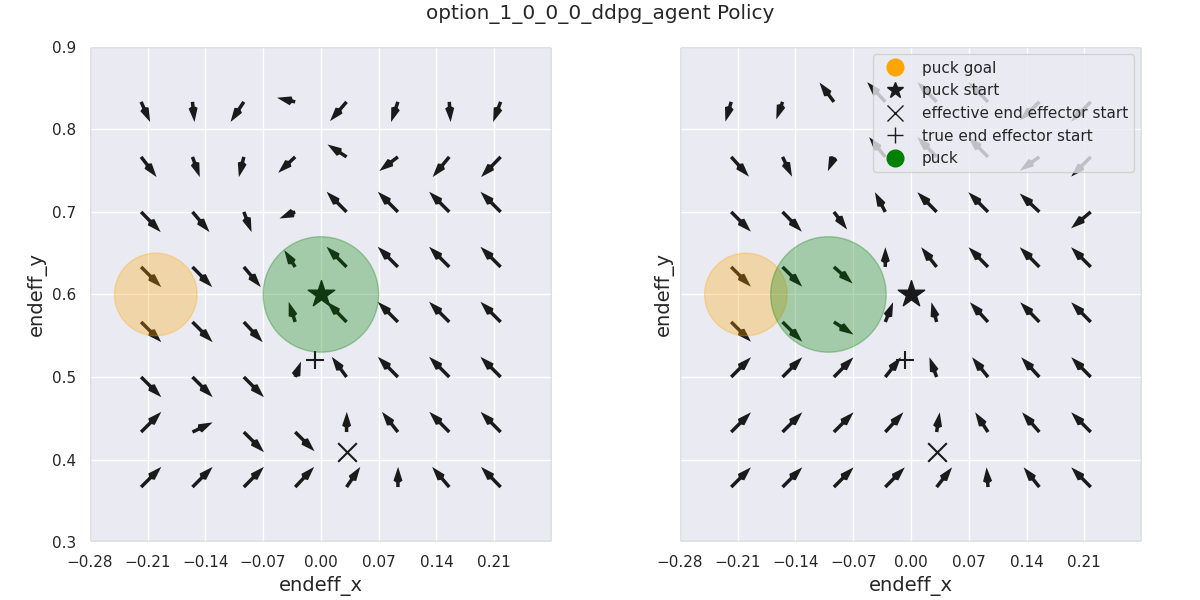 option_1_0_0_0_ddpg_agent Policy
0.9
0.8
0.7
0.6
0.5
0.4
0.3
endeff_y
−0.28 −0.21 −0.14 −0.07 0.00 0.07 0.14 0.21
endeff_x
puck goal
puck start
effective end effector start
true end effector start
puck
endeff_y
−0.28 −0.21 −0.14 −0.07 0.00 0.07 0.14 0.21
endeff_x